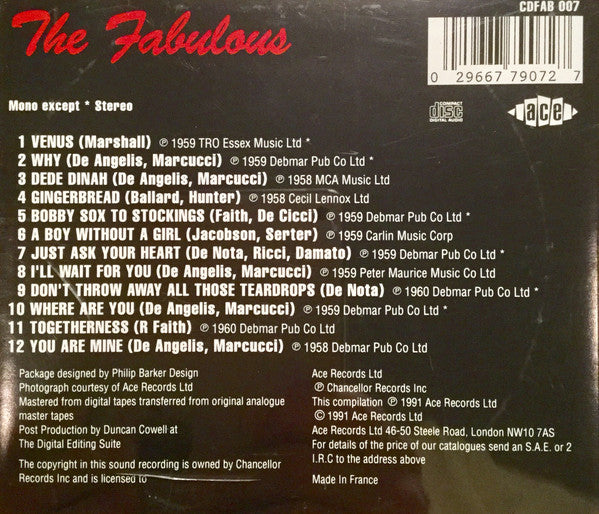 The Fabulous
CDFAB 007
0 29667 79072 7
Mono except * Stereo
COMPACT
disc
DIGITAL AUDIO
ace
1 VENUS (Marshall) ℗ 1959 TRO Essex Music Ltd *
2 WHY (De Angelis, Marcucci) ℗ 1959 Debmar Pub Co Ltd *
3 DEDE DINAH (De Angelis, Marcucci) ℗ 1958 MCA Music Ltd
4 GINGERBREAD (Ballard, Hunter) ℗ 1958 Cecil Lennox Ltd
5 BOBBY SOX TO STOCKINGS (Faith, De Cicci) ℗ 1959 Debmar Pub Co Ltd *
6 A BOY WITHOUT A GIRL (Jacobson, Serter) ℗ 1959 Carlin Music Corp
7 JUST ASK YOUR HEART (De Nota, Ricci, Damato) ℗ 1959 Debmar Pub Co Ltd *
8 I'LL WAIT FOR YOU (De Angelis, Marcucci) ℗ 1959 Peter Maurice Music Co Ltd
9 DON'T THROW AWAY ALL THOSE TEARDROPS (De Nota) ℗ 1960 Debmar Pub Co Ltd *
10 WHERE ARE YOU (De Angelis, Marcucci) ℗ 1959 Debmar Pub Co Ltd *
11 TOGETHERNESS (R Faith) ℗ 1960 Debmar Pub Co Ltd
12 YOU ARE MINE (De Angelis, Marcucci) ℗ 1958 Debmar Pub Co Ltd
Package designed by Philip Barker Design
Photograph courtesy of Ace Records Ltd
Mastered from digital tapes transferred from original analogue
master tapes
Post Production by Duncan Cowell at
The Digital Editing Suite
The copyright in this sound recording is owned by Chancellor
Records Inc and is licensed to
Ace Records Ltd
℗ Chancellor Records Inc
This compilation ℗ 1991 Ace Records Ltd
© 1991 Ace Records Ltd
Ace Records Ltd 46-50 Steele Road, London NW10 7AS
For details of the price of our catalogues send an S.A.E. or 2
I.R.C to the address above
Made In France